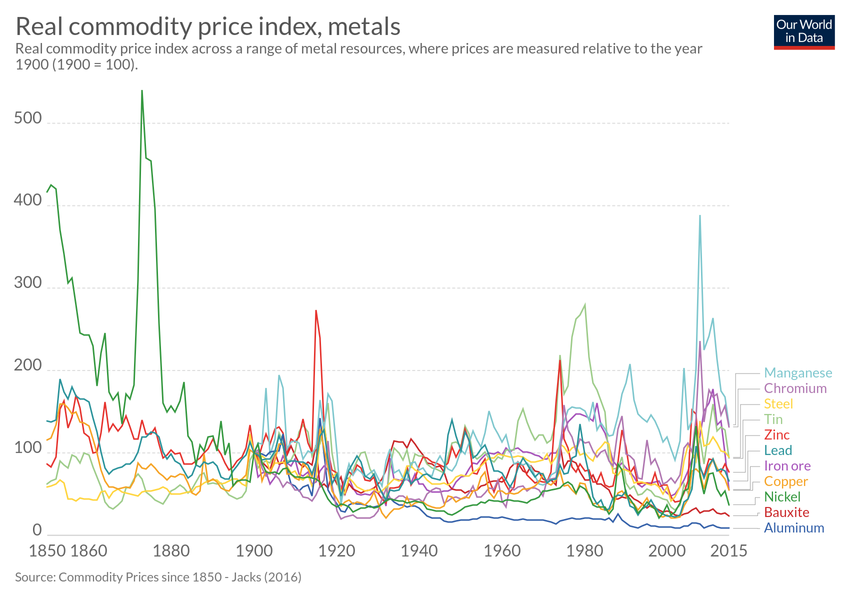 Real commodity price index, metals
Real commodity price index across a range of metal resources, where prices are measured relative to the year
1900 (1900 = 100).
Our World
in Data
500
400
300
200
100
0
Manganese
Chromium
Steel
Tin
Zinc
Lead
Iron ore
Copper
Nickel
Bauxite
Aluminum
1850 1860 1880 1900 1920 1940 1960 1980 2000 2015
Source: Commodity Prices since 1850 - Jacks (2016)